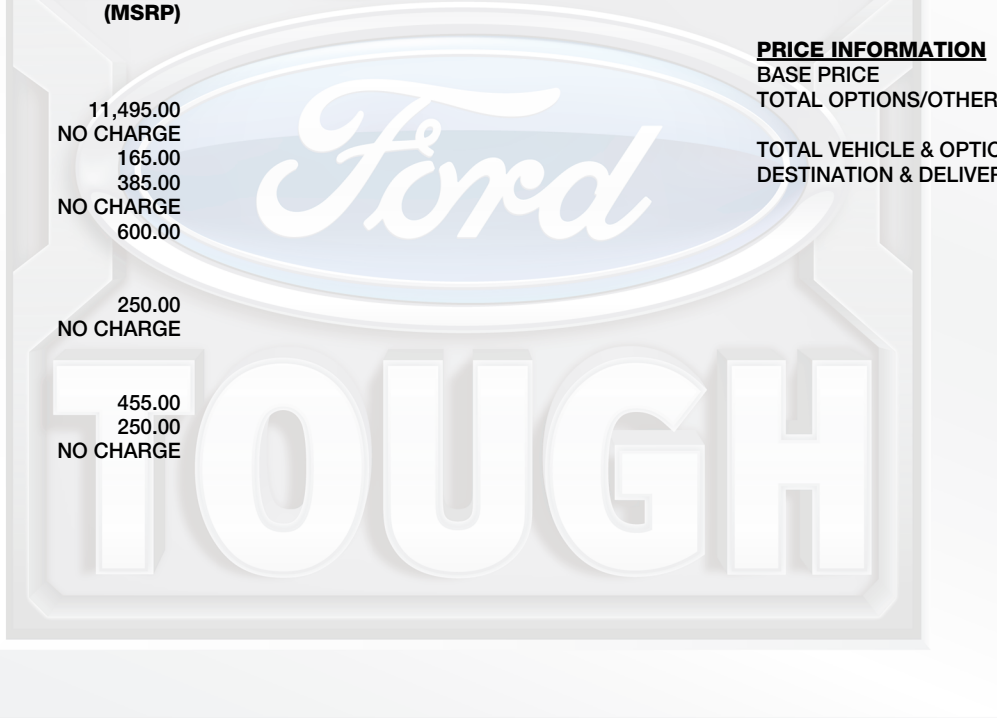 (MSRP)
11,495.00
NO CHARGE
165.00
385.00
NO CHARGE
600.00
250.00
NO CHARGE
455.00
250.00
NO CHARGE
PRICE INFORMATION
BASE PRICE
TOTAL OPTIONS/OTHER
TOTAL VEHICLE & OPTIO
DESTINATION & DELIVER
Ford
TOUGH